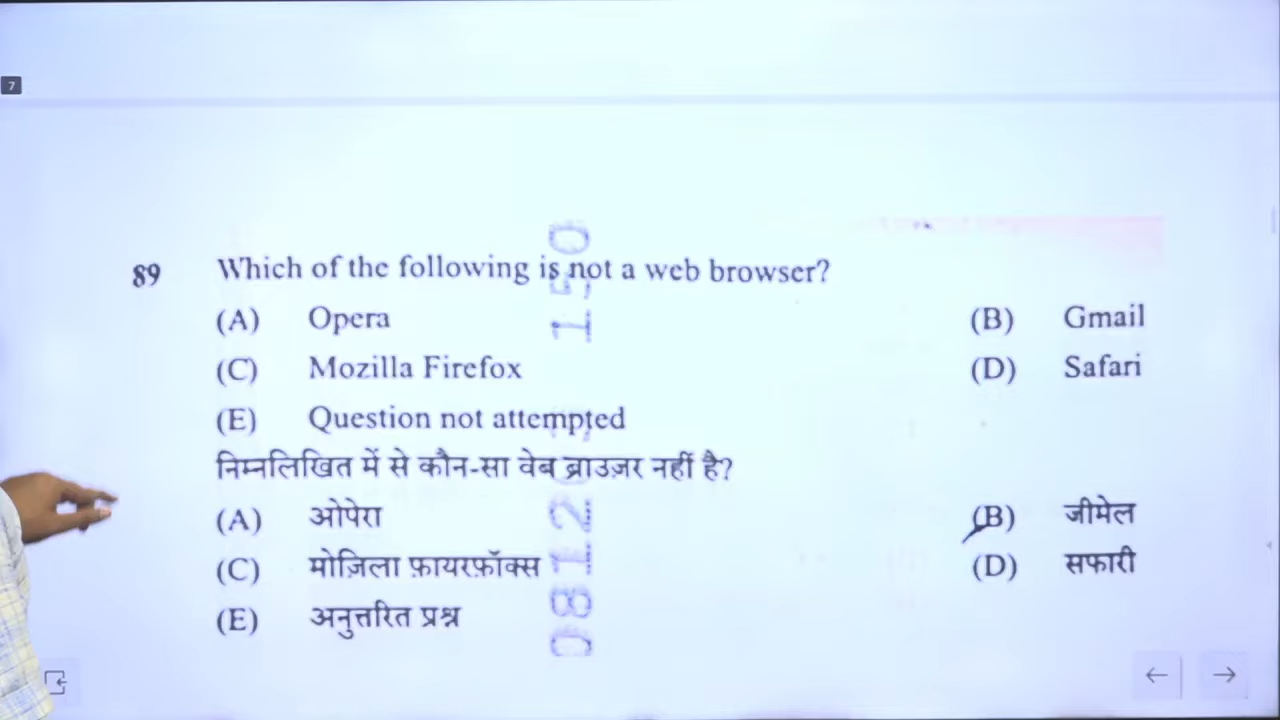 7
89 Which of the following is not a web browser?
(A) Opera (B) Gmail
(C) Mozilla Firefox (D) Safari
(E) Question not attempted
निम्नलिखित में से कौन-सा वेब ब्राउज़र नहीं है?
(A) ओपेरा (B) जीमेल
(C) मोज़िला फ़ायरफ़ॉक्स (D) सफारी
(E) अनुत्तरित प्रश्न